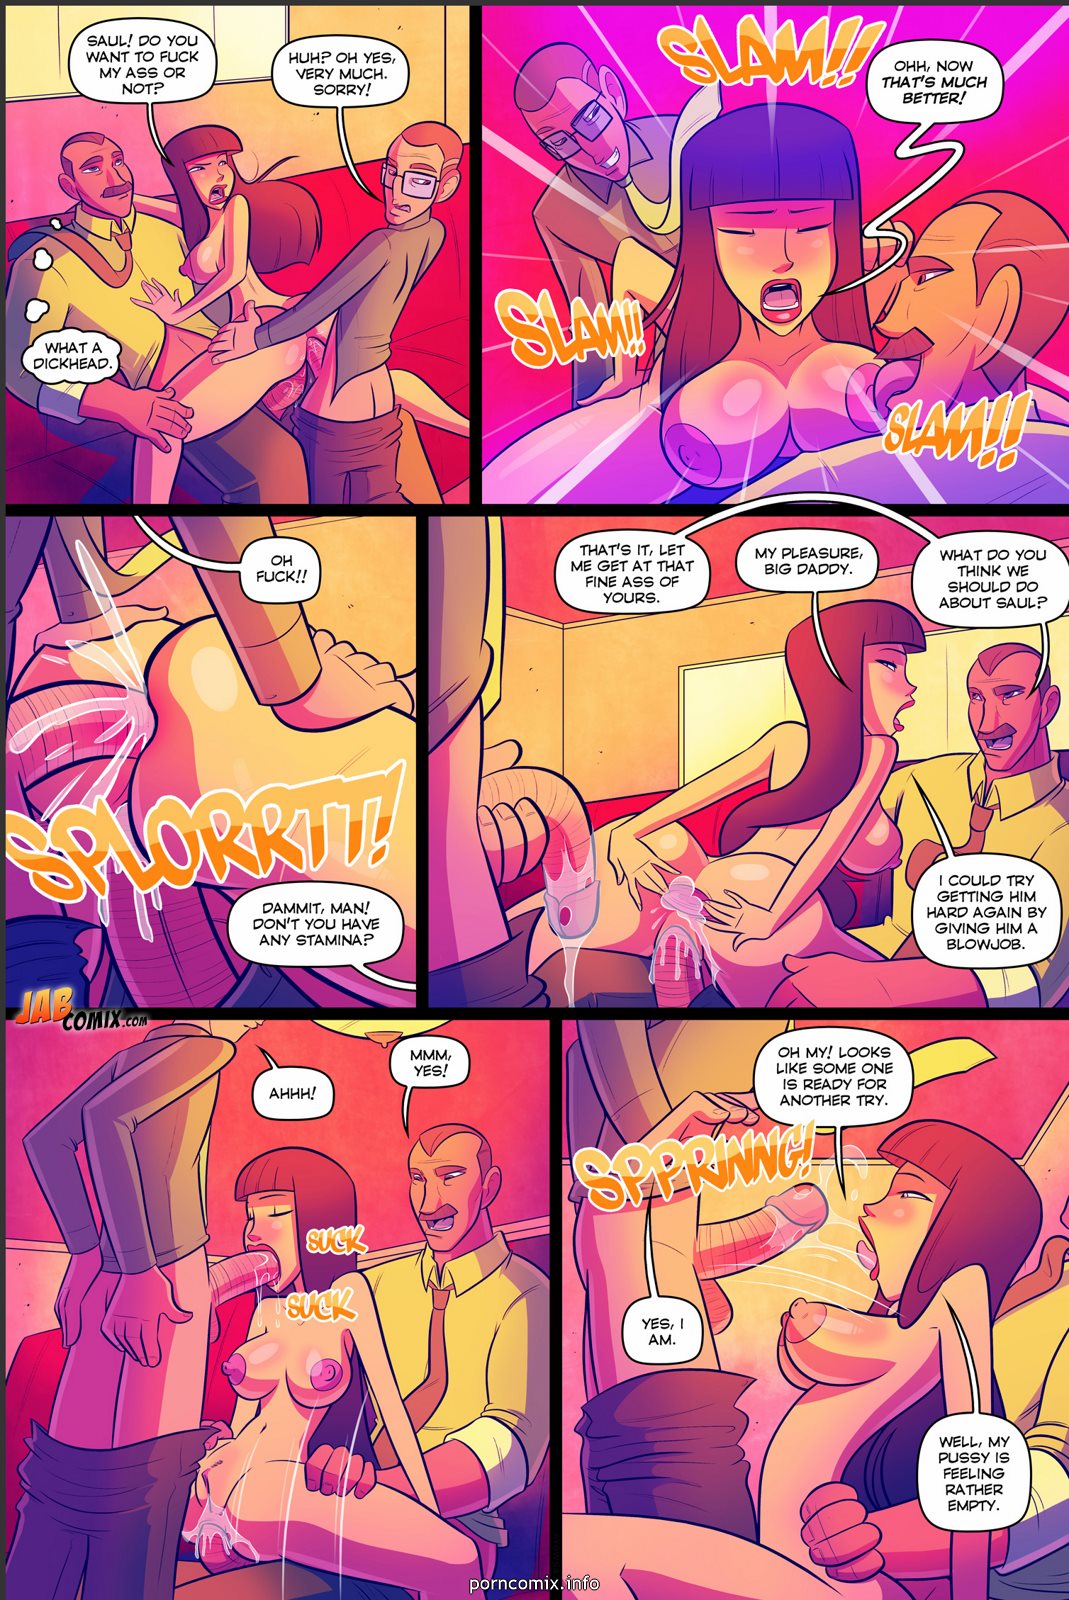 SAUL! DO YOU
WANT TO FUCK
MY ASS OR
NOT?
HUH? OH YES,
VERY MUCH.
SORRY!
WHAT A
DICKHEAD.
SLAM!!
OHH, NOW
THAT'S MUCH
BETTER!
SLAM!!
SLAM!!
OH
FUCK!!
SPLORRTT!
DAMMIT, MAN!
DON'T YOU HAVE
ANY STAMINA?
THAT'S IT, LET
ME GET AT THAT
FINE ASS OF
YOURS.
MY PLEASURE,
BIG DADDY.
WHAT DO YOU
THINK WE
SHOULD DO
ABOUT SAUL?
I COULD TRY
GETTING HIM
HARD AGAIN BY
GIVING HIM A
BLOWJOB.
JAB
COMIX.COM
AHHH!
MMM,
YES!
SUCK
SUCK
OH MY! LOOKS
LIKE SOME ONE
IS READY FOR
ANOTHER TRY.
SPPRINNG!
YES, I
AM.
WELL, MY
PUSSY IS
FEELING
RATHER
EMPTY.
porncomix.info